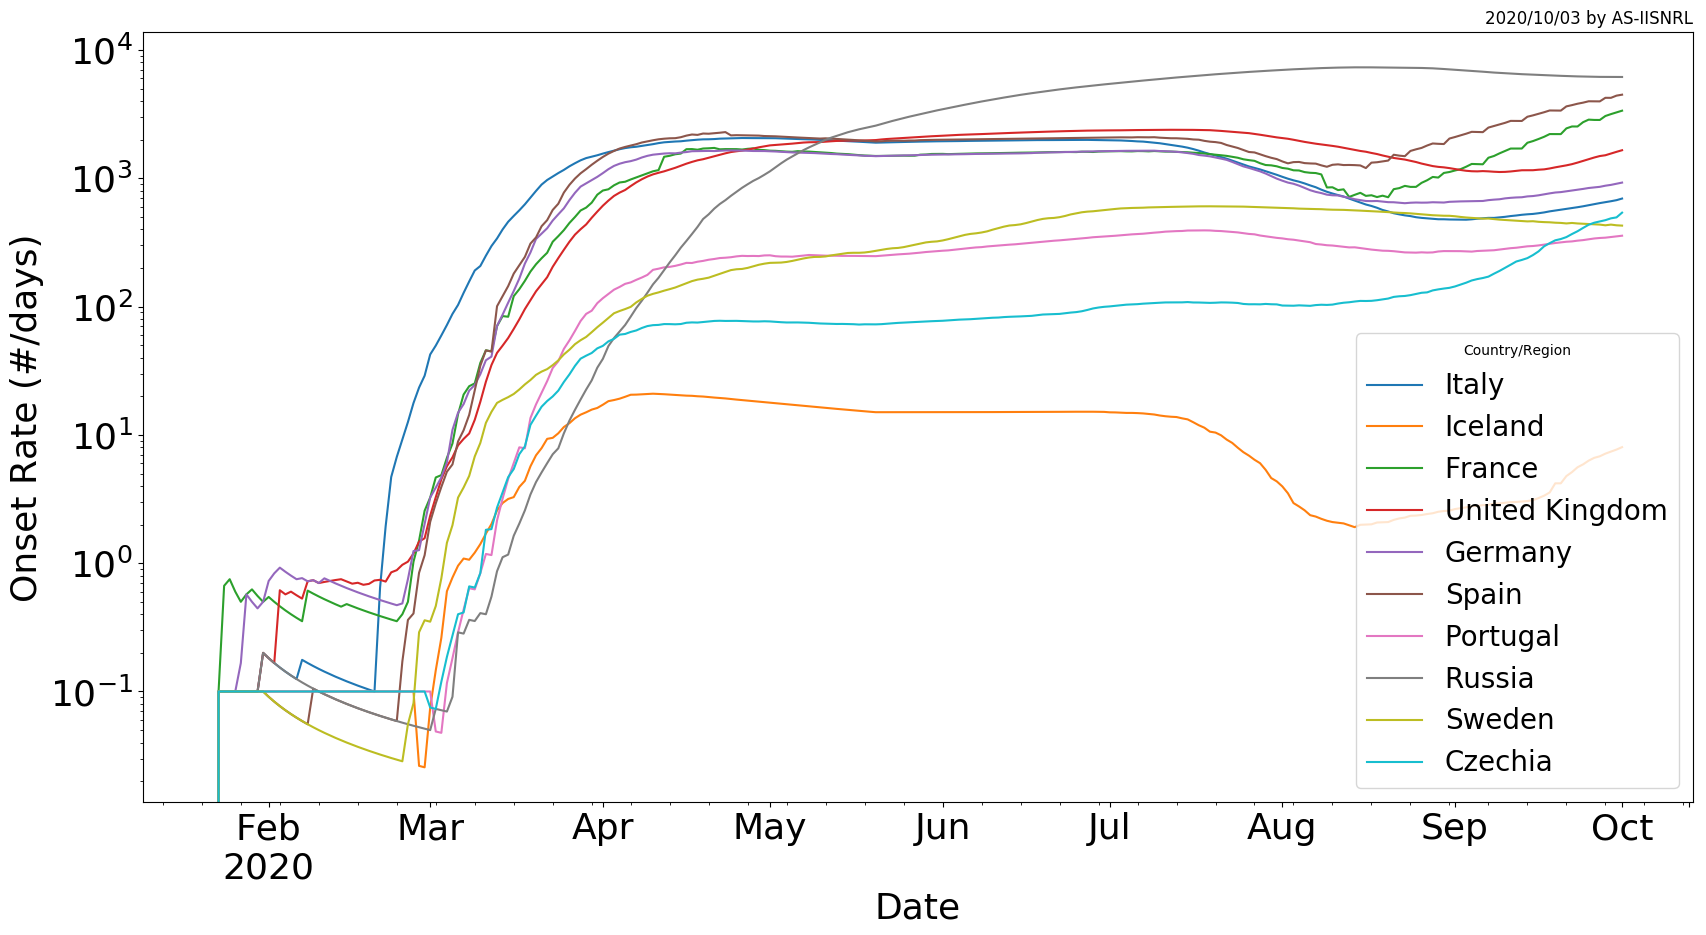 2020/10/03 by AS-IISNRL
Onset Rate (#/days)
10^4
10^3
10^2
10^1
10^0
10^−1
Country/Region
Italy
Iceland
France
United Kingdom
Germany
Spain
Portugal
Russia
Sweden
Czechia
Feb Mar Apr May Jun Jul Aug Sep Oct
2020
Date